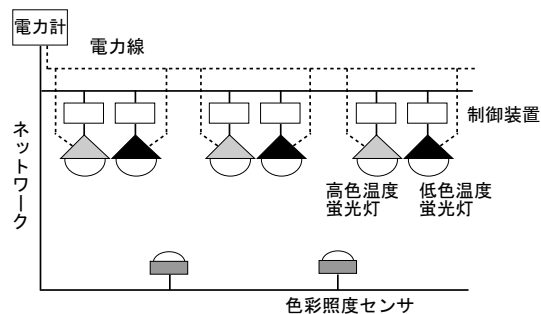 電力計
電力線
制御装置
ネットワーク
高色温度
蛍光灯
低色温度
蛍光灯
色彩照度センサ